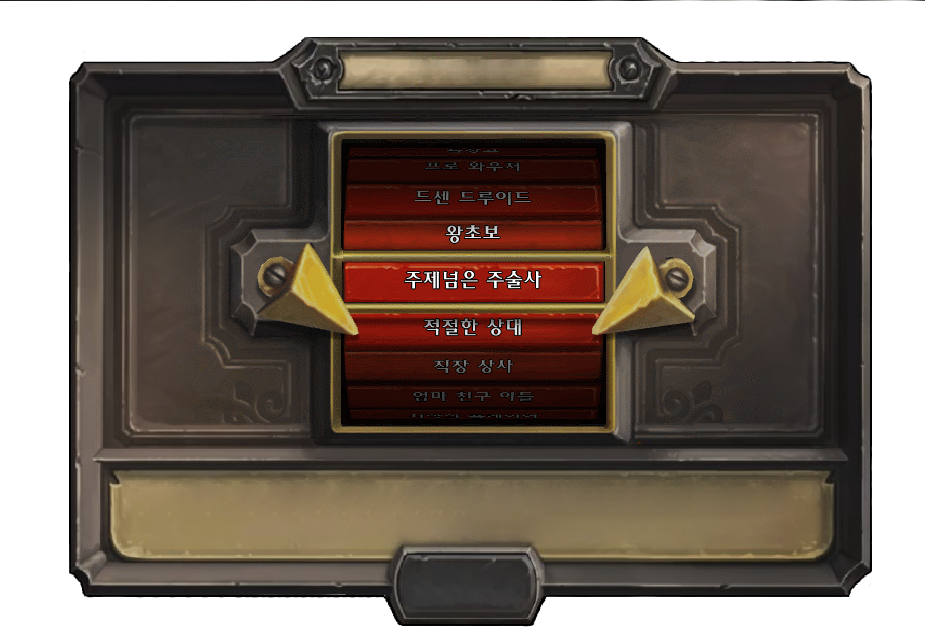 프로 와우저
드센 드루이드
왕초보
주제넘은 주술사
적절한 상대
직장 상사
엄마 친구 아들